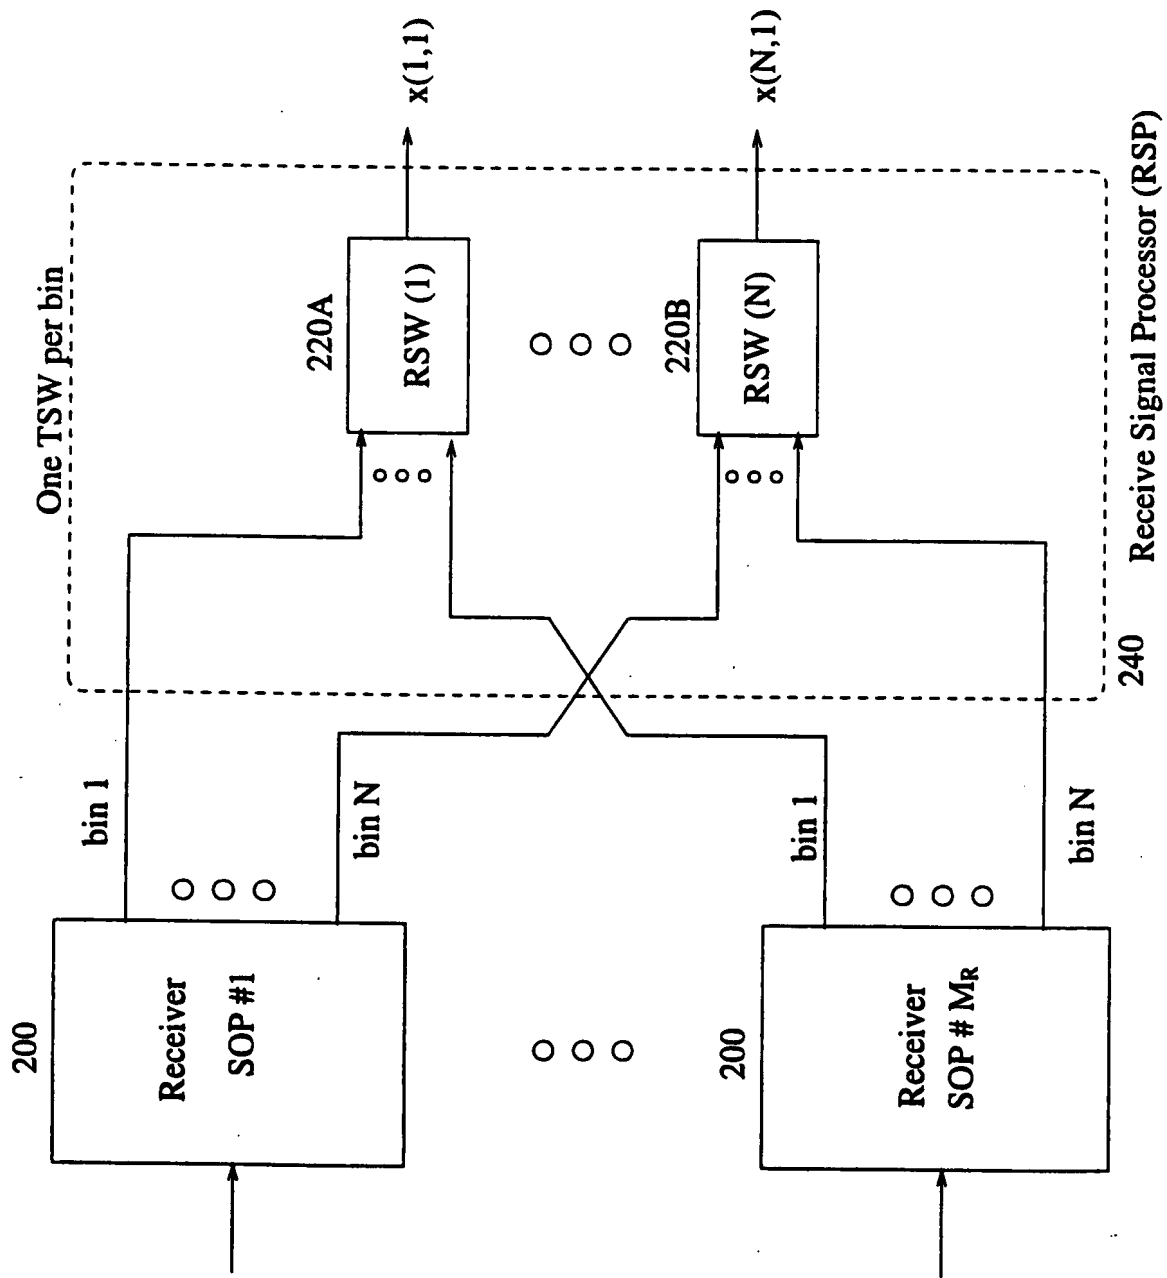 One TSW per bin
200
Receiver
SOP #1
bin 1
bin N
220A
RSW (1)
x(1,1)
200
Receiver
SOP # MR
bin 1
bin N
220B
RSW (N)
x(N,1)
240
Receive Signal Processor (RSP)